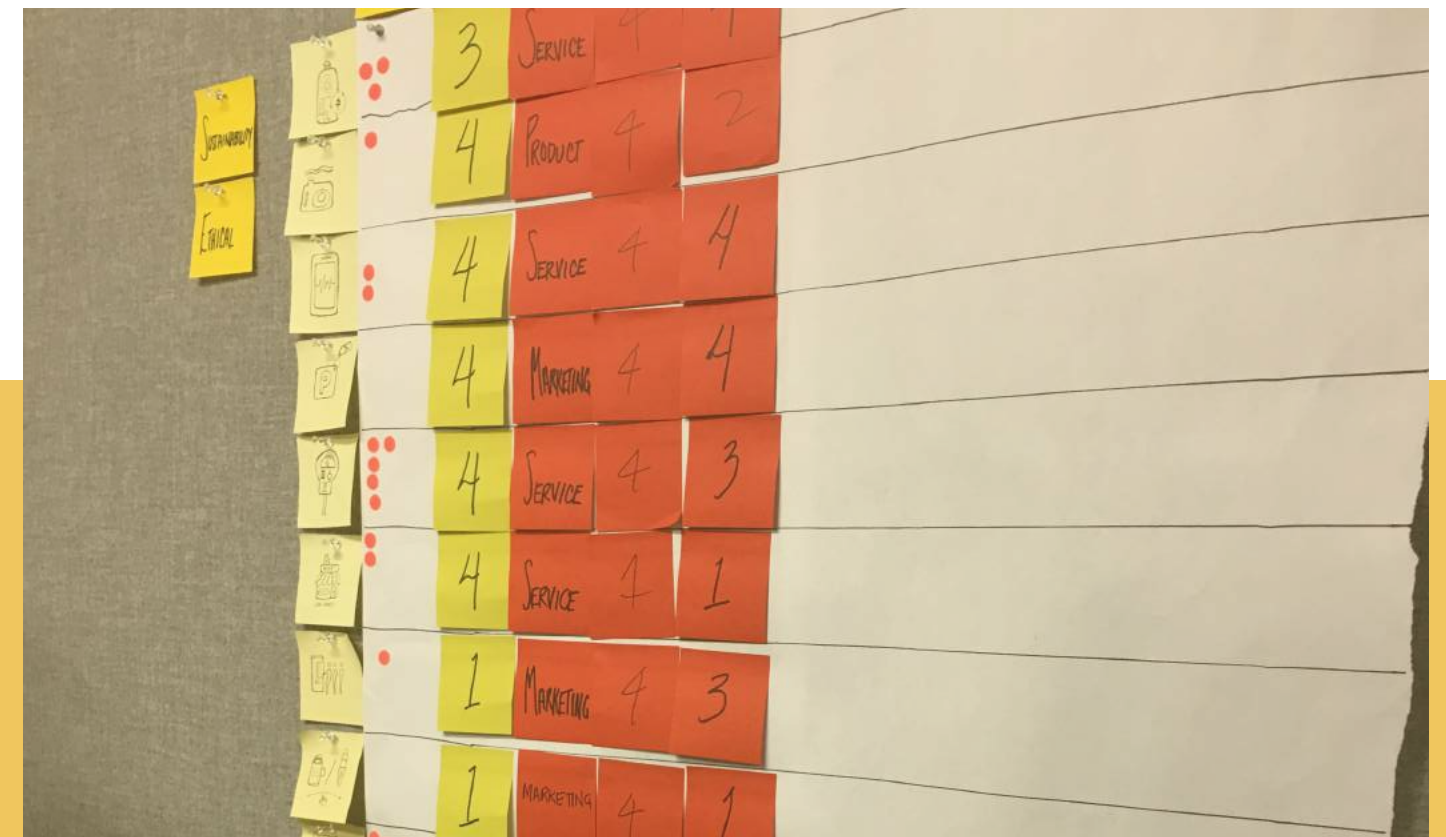 3 SERVICE 4
SUSTAINABILITY
4 PRODUCT 4 2
ETHICAL
4 SERVICE 4 4
4 MARKETING 4 4
4 SERVICE 4 3
4 SERVICE 1
1 MARKETING 4 3
1 MARKETING 4 1